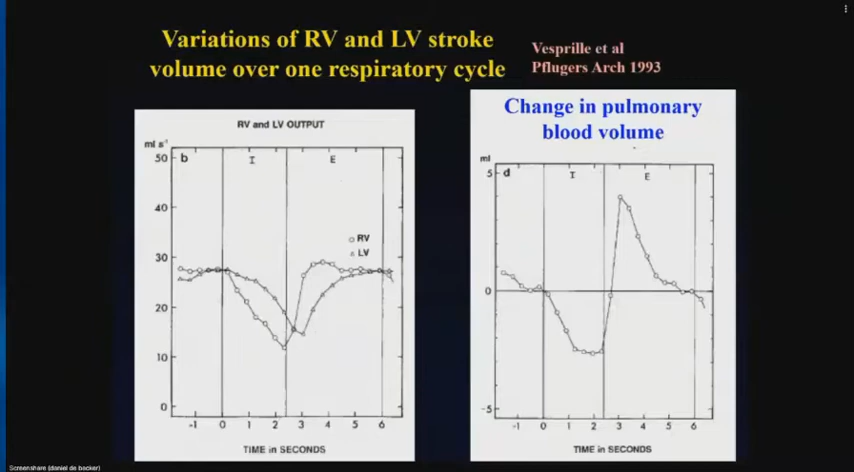 Variations of RV and LV stroke
volume over one respiratory cycle
Vesprille et al
Pflugers Arch 1993
RV and LV OUTPUT
ml s⁻¹
50
b
I
E
40
○ RV
△ LV
30
20
10
0
-1 0 1 2 3 4 5 6
TIME in SECONDS
Change in pulmonary
blood volume
ml
5
d
I
E
0
-5
-1 0 1 2 3 4 5 6
TIME in SECONDS
Screenshare (daniel de backer)